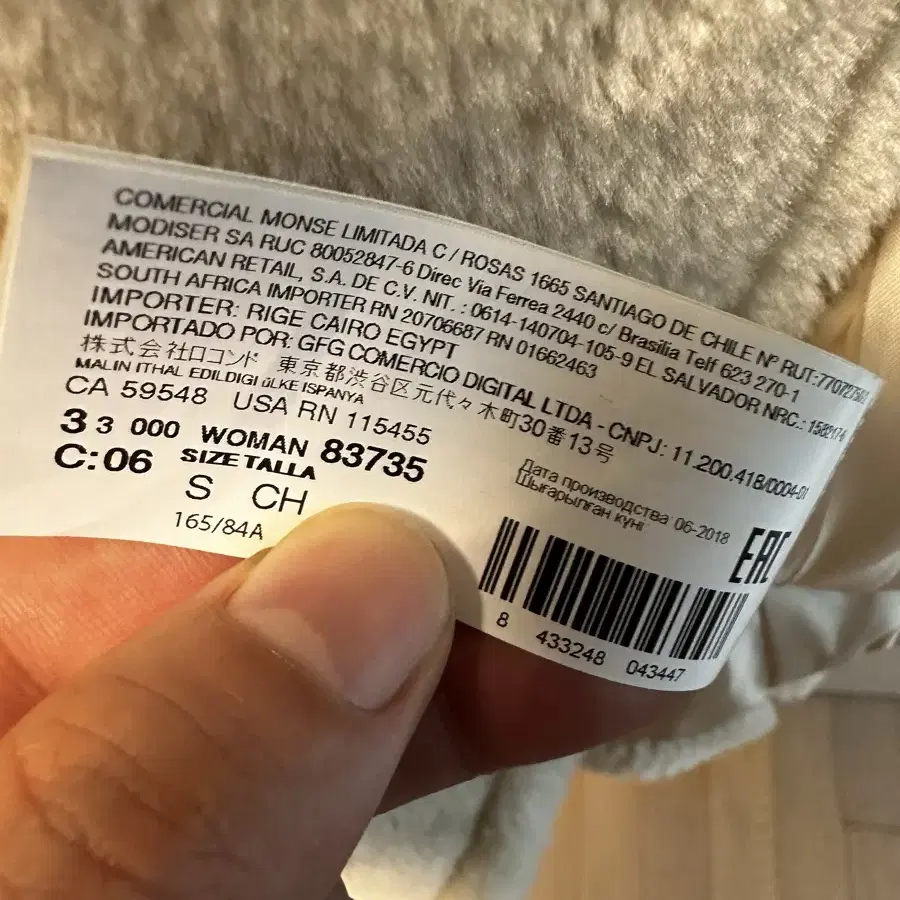 COMERCIAL MONSE LIMITADA C / ROSAS 1665 SANTIAGO DE CHILE Nº RUT:
MODISER SA RUC 80052847-6 Direc Via Ferrea 2440 c/ Brasilia Telf 623 270-1
AMERICAN RETAIL, S.A. DE C.V. NIT. : 0614-140704-105-9 EL SALVADOR NRC.:
SOUTH AFRICA IMPORTER RN 20706687 RN 01662463
IMPORTER: RIGE CAIRO EGYPT
IMPORTADO POR: GFG COMERCIO DIGITAL LTDA - CNPJ: 11.200.418/0004-01
株式会社ロコンド 東京都渋谷区元代々木町30番13号
MALIN ITHAL EDILDIGI üLKE ISPANYA
CA 59548 USA RN 115455
3 3 000 WOMAN 83735
C:06 SIZE TALLA
S CH
165/84A
Дата производства 06-2018
Шығарылған күні
EAC
8 433248 043447